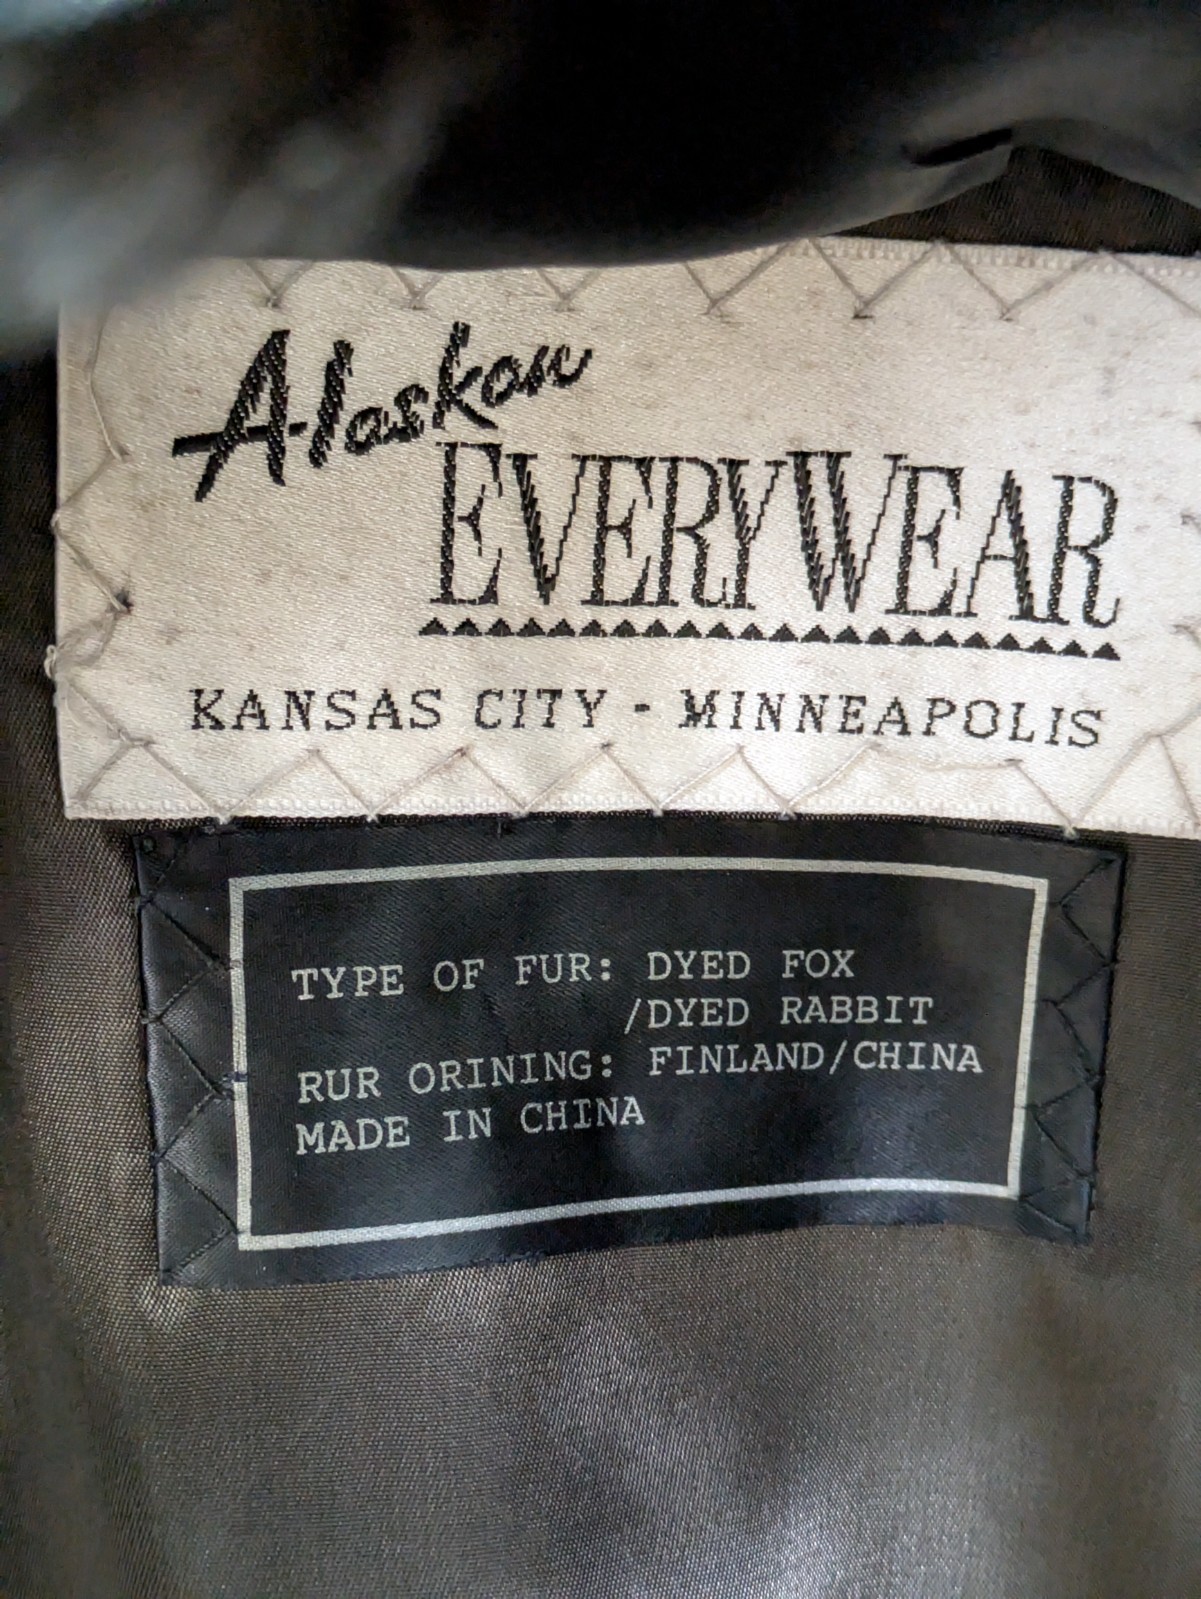 Alaskan
EVERYWEAR
KANSAS CITY - MINNEAPOLIS
TYPE OF FUR: DYED FOX
/DYED RABBIT
RUR ORINING: FINLAND/CHINA
MADE IN CHINA